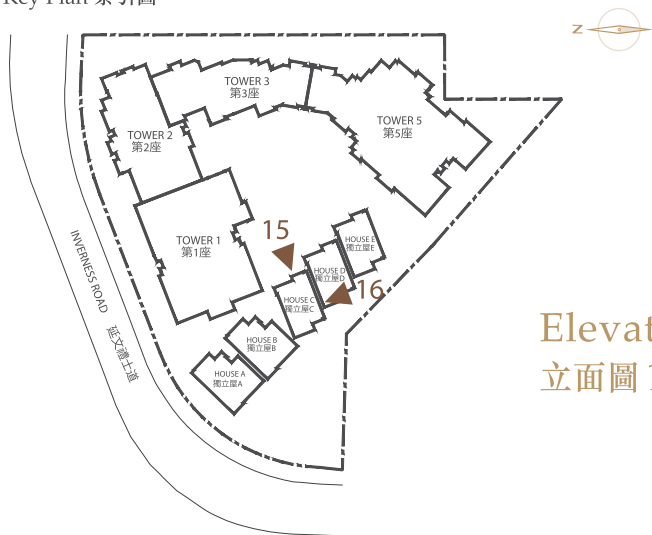 Key Plan 索引圖
N
TOWER 3
第3座
TOWER 5
第5座
TOWER 2
第2座
TOWER 1
第1座
15
HOUSE E
獨立屋E
HOUSE D
獨立屋D
16
HOUSE C
獨立屋C
HOUSE B
獨立屋B
HOUSE A
獨立屋A
INVERNESS ROAD 延文禮士道
Elevat
立面圖 1